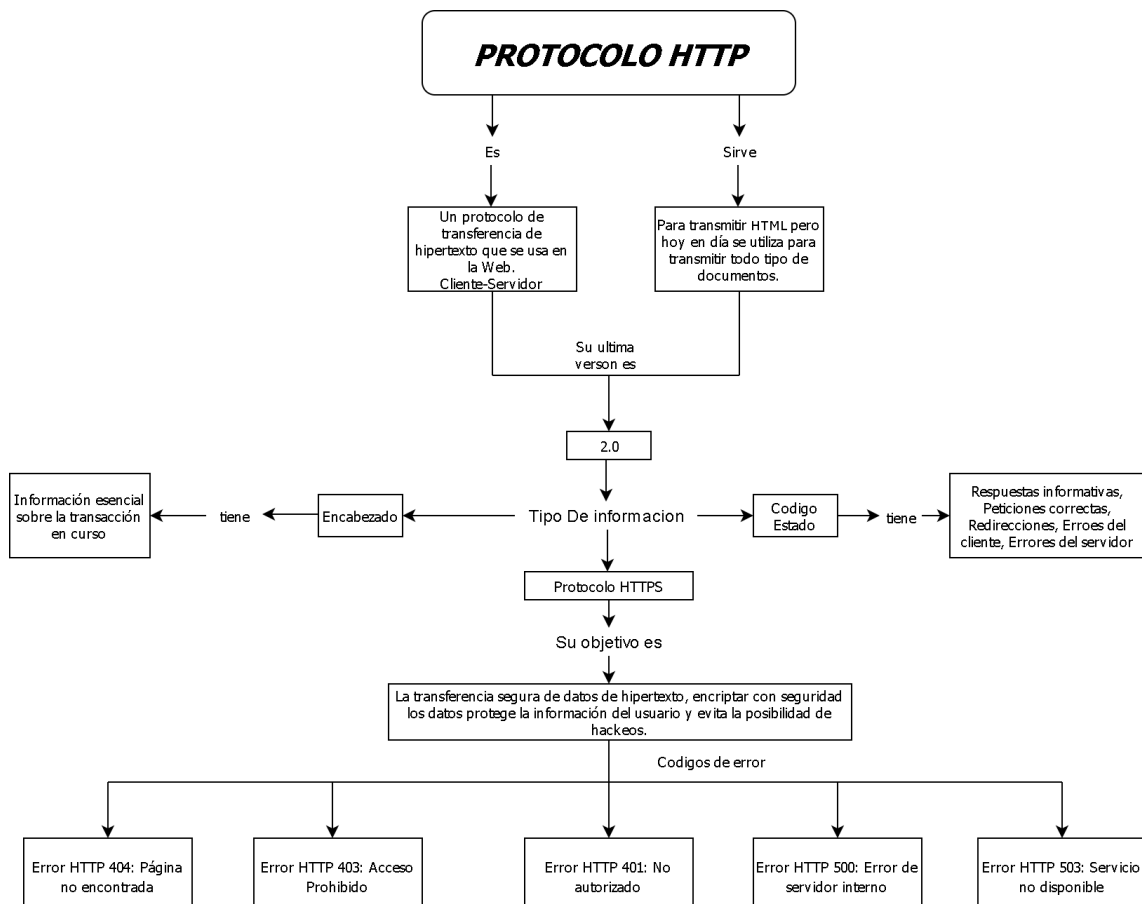 PROTOCOLO HTTP
Es
Sirve
Un protocolo de
transferencia de
hipertexto que se usa en
la Web.
Cliente-Servidor
Para transmitir HTML pero
hoy en día se utiliza para
transmitir todo tipo de
documentos.
Su ultima
verson es
2.0
Información esencial
sobre la transacción
en curso
tiene
Encabezado
Tipo De informacion
Codigo
Estado
tiene
Respuestas informativas,
Peticiones correctas,
Redirecciones, Erroes del
cliente, Errores del servidor
Protocolo HTTPS
Su objetivo es
La transferencia segura de datos de hipertexto, encriptar con seguridad
los datos protege la información del usuario y evita la posibilidad de
hackeos.
Codigos de error
Error HTTP 404: Página
no encontrada
Error HTTP 403: Acceso
Prohibido
Error HTTP 401: No
autorizado
Error HTTP 500: Error de
servidor interno
Error HTTP 503: Servicio
no disponible